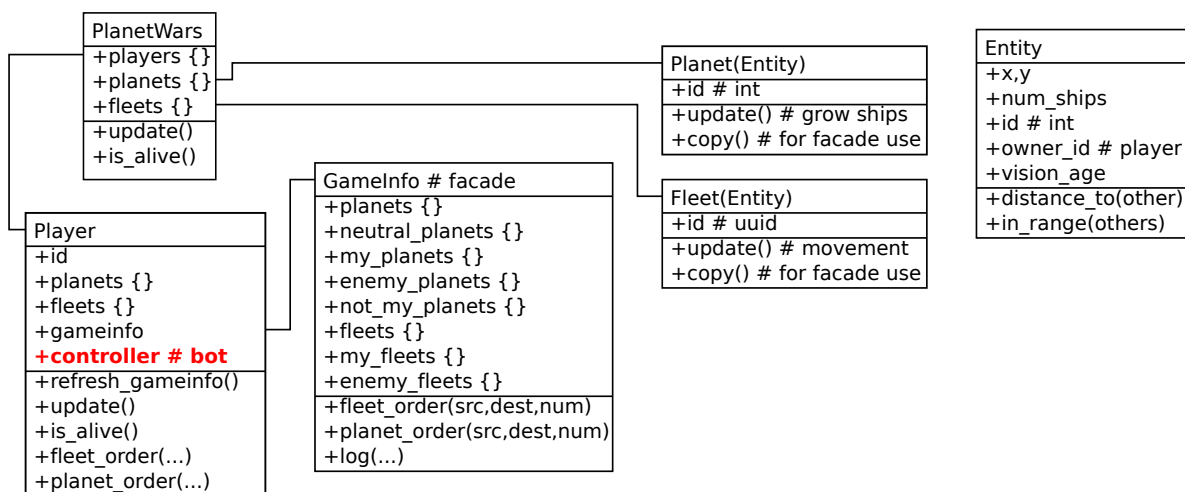 PlanetWars
+players {}
+planets {}
+fleets {}
+update()
+is_alive()
Player
+id
+planets {}
+fleets {}
+gameinfo
+controller # bot
+refresh_gameinfo()
+update()
+is_alive()
+fleet_order(...)
+planet_order(...)
GameInfo # facade
+planets {}
+neutral_planets {}
+my_planets {}
+enemy_planets {}
+not_my_planets {}
+fleets {}
+my_fleets {}
+enemy_fleets {}
+fleet_order(src,dest,num)
+planet_order(src,dest,num)
+log(...)
Planet(Entity)
+id # int
+update() # grow ships
+copy() # for facade use
Fleet(Entity)
+id # uuid
+update() # movement
+copy() # for facade use
Entity
+x,y
+num_ships
+id # int
+owner_id # player
+vision_age
+distance_to(other)
+in_range(others)